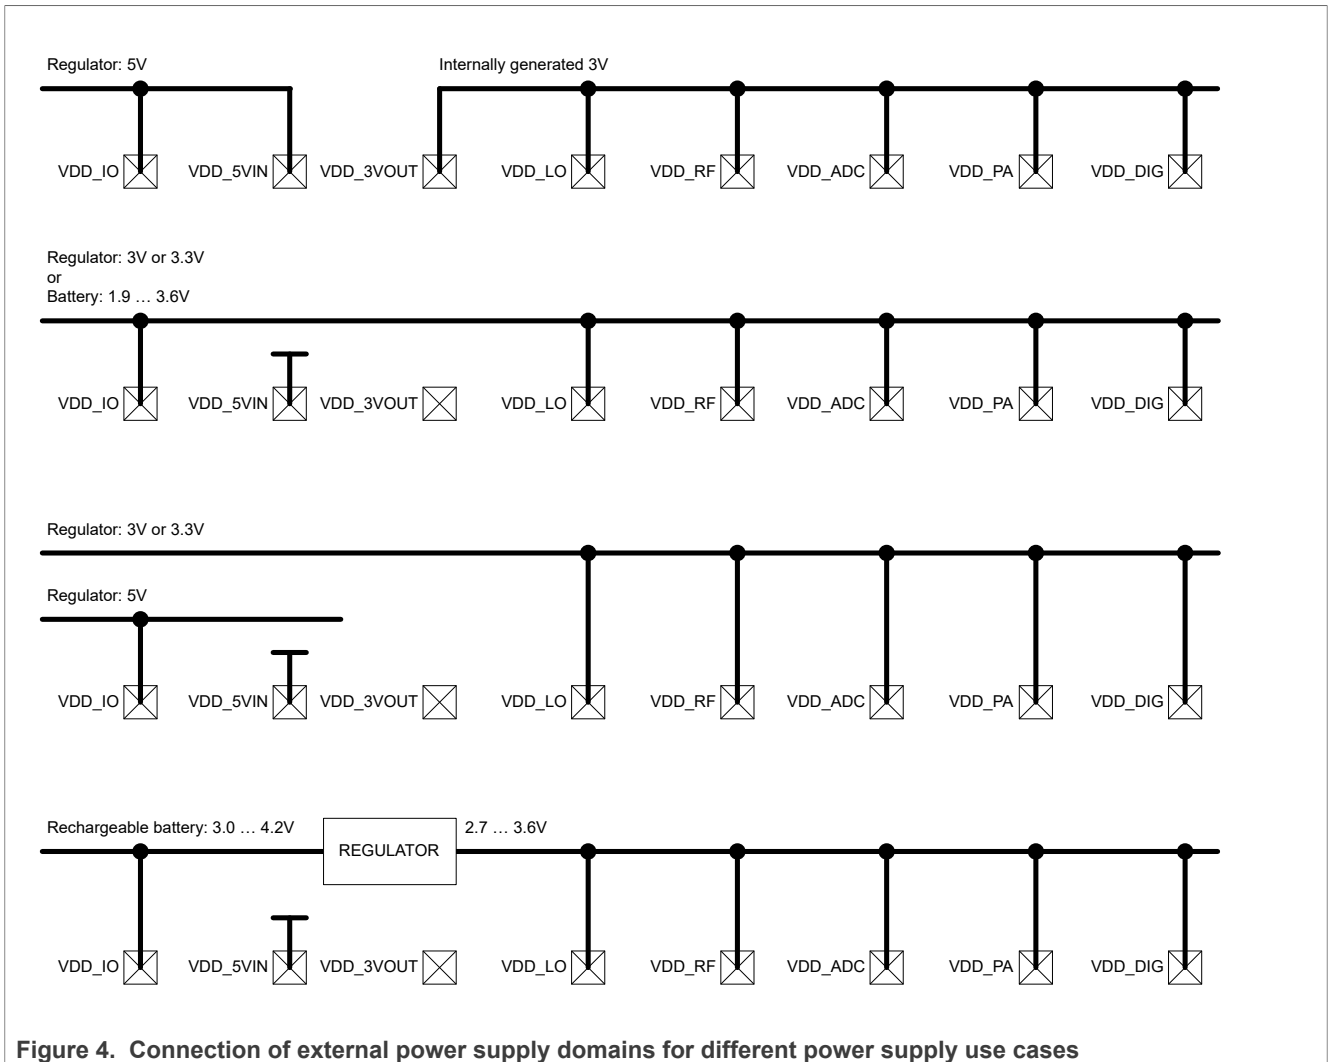 Regulator: 5V
Internally generated 3V
VDD_IO VDD_5VIN VDD_3VOUT VDD_LO VDD_RF VDD_ADC VDD_PA VDD_DIG
Regulator: 3V or 3.3V
or
Battery: 1.9 … 3.6V
VDD_IO VDD_5VIN VDD_3VOUT VDD_LO VDD_RF VDD_ADC VDD_PA VDD_DIG
Regulator: 3V or 3.3V
Regulator: 5V
VDD_IO VDD_5VIN VDD_3VOUT VDD_LO VDD_RF VDD_ADC VDD_PA VDD_DIG
Rechargeable battery: 3.0 … 4.2V
REGULATOR
2.7 … 3.6V
VDD_IO VDD_5VIN VDD_3VOUT VDD_LO VDD_RF VDD_ADC VDD_PA VDD_DIG
Figure 4. Connection of external power supply domains for different power supply use cases